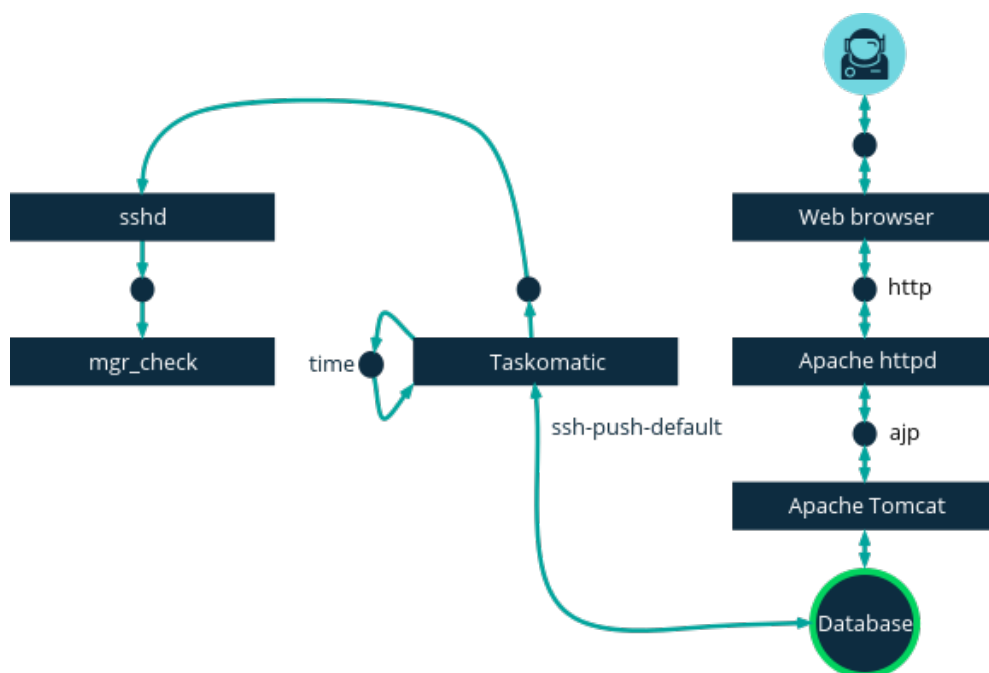 sshd
Web browser
http
mgr_check
time
Taskomatic
Apache httpd
ssh-push-default
ajp
Apache Tomcat
Database